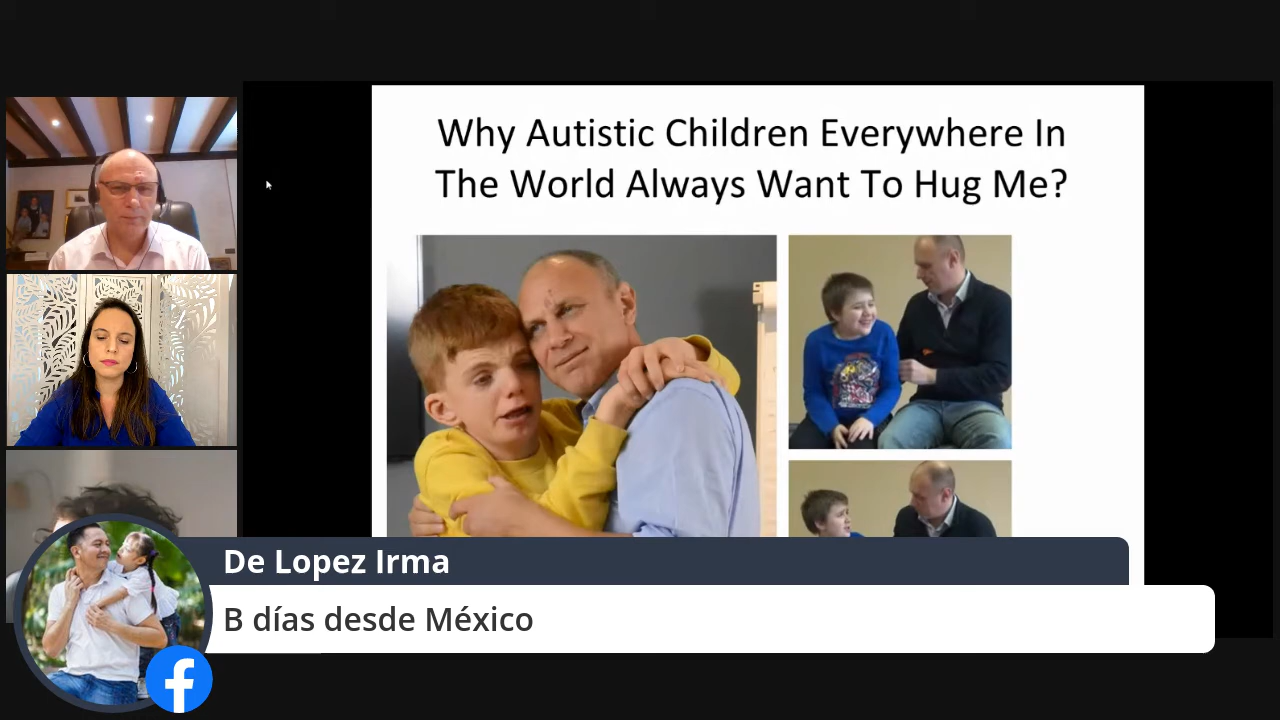 Why Autistic Children Everywhere In
The World Always Want To Hug Me?
De Lopez Irma
B días desde México